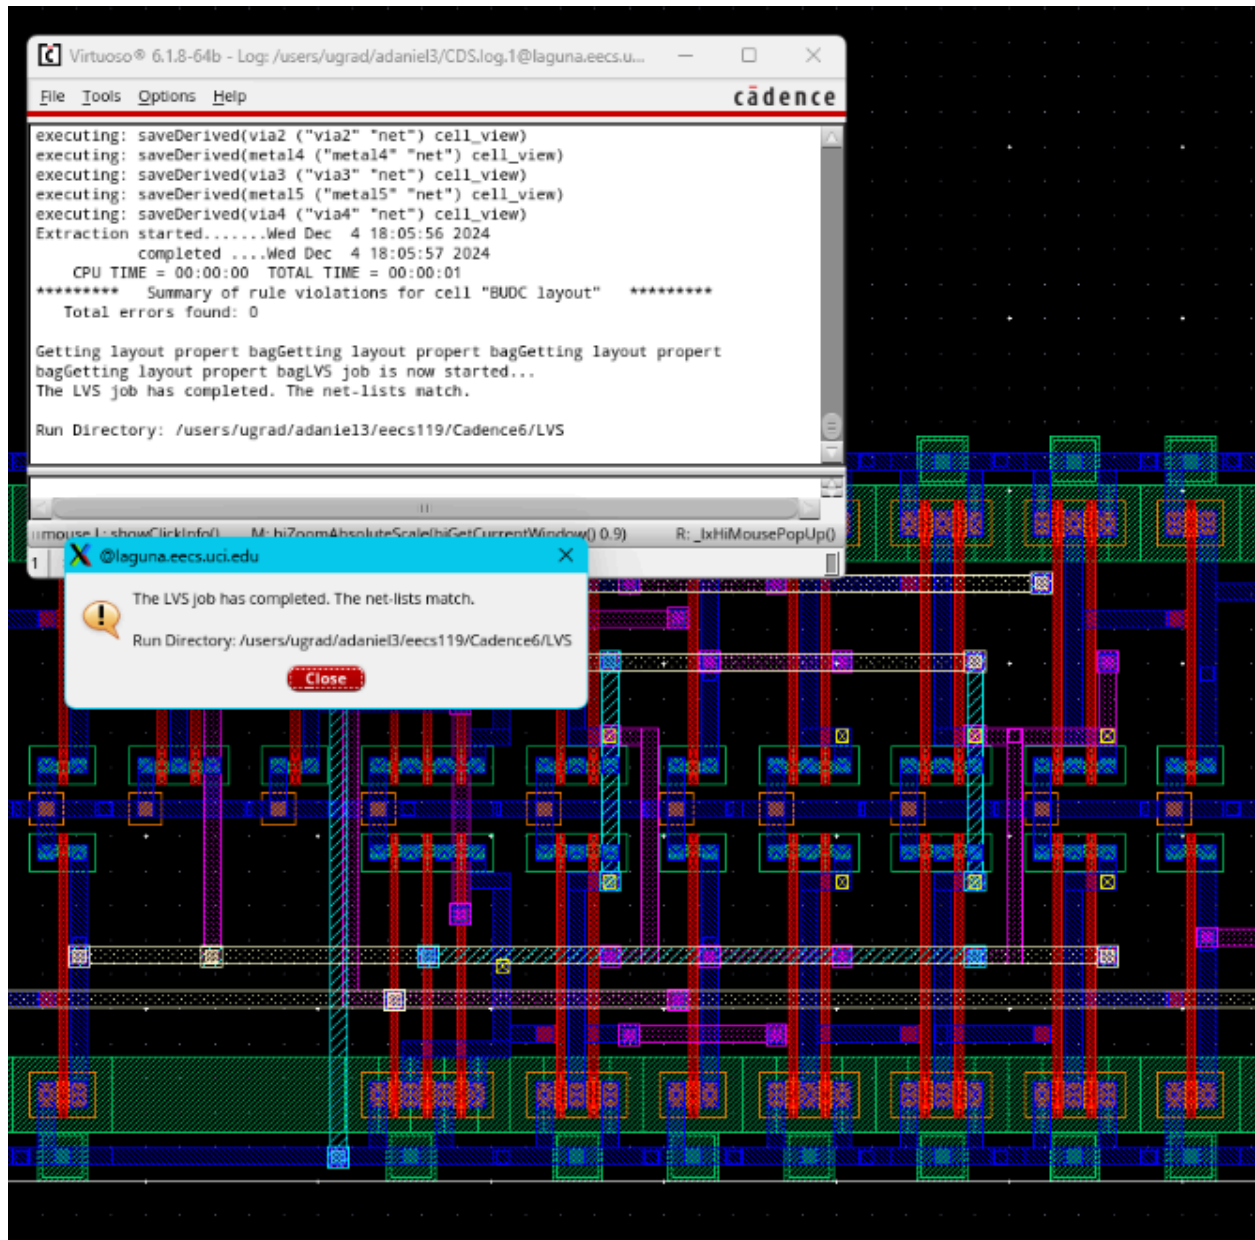 Virtuoso® 6.1.8-64b - Log: /users/ugrad/adaniel3/CDS.log.1@laguna.eecs.u...
File Tools Options Help
cādence
executing: saveDerived(via2 ("via2" "net") cell_view)
executing: saveDerived(metal4 ("metal4" "net") cell_view)
executing: saveDerived(via3 ("via3" "net") cell_view)
executing: saveDerived(metal5 ("metal5" "net") cell_view)
executing: saveDerived(via4 ("via4" "net") cell_view)
Extraction started.......Wed Dec  4 18:05:56 2024
completed ....Wed Dec  4 18:05:57 2024
CPU TIME = 00:00:00  TOTAL TIME = 00:00:01
*********   Summary of rule violations for cell "BUDC layout"   *********
Total errors found: 0
Getting layout propert bagGetting layout propert bagGetting layout propert
bagGetting layout propert bagLVS job is now started...
The LVS job has completed. The net-lists match.
Run Directory: /users/ugrad/adaniel3/eecs119/Cadence6/LVS
mouse L: showClickInfo() M: hiZoomAbsoluteScale(hiGetCurrentWindow() 0.9) R: _lxHiMousePopUp()
1
@laguna.eecs.uci.edu
The LVS job has completed. The net-lists match.
Run Directory: /users/ugrad/adaniel3/eecs119/Cadence6/LVS
Close